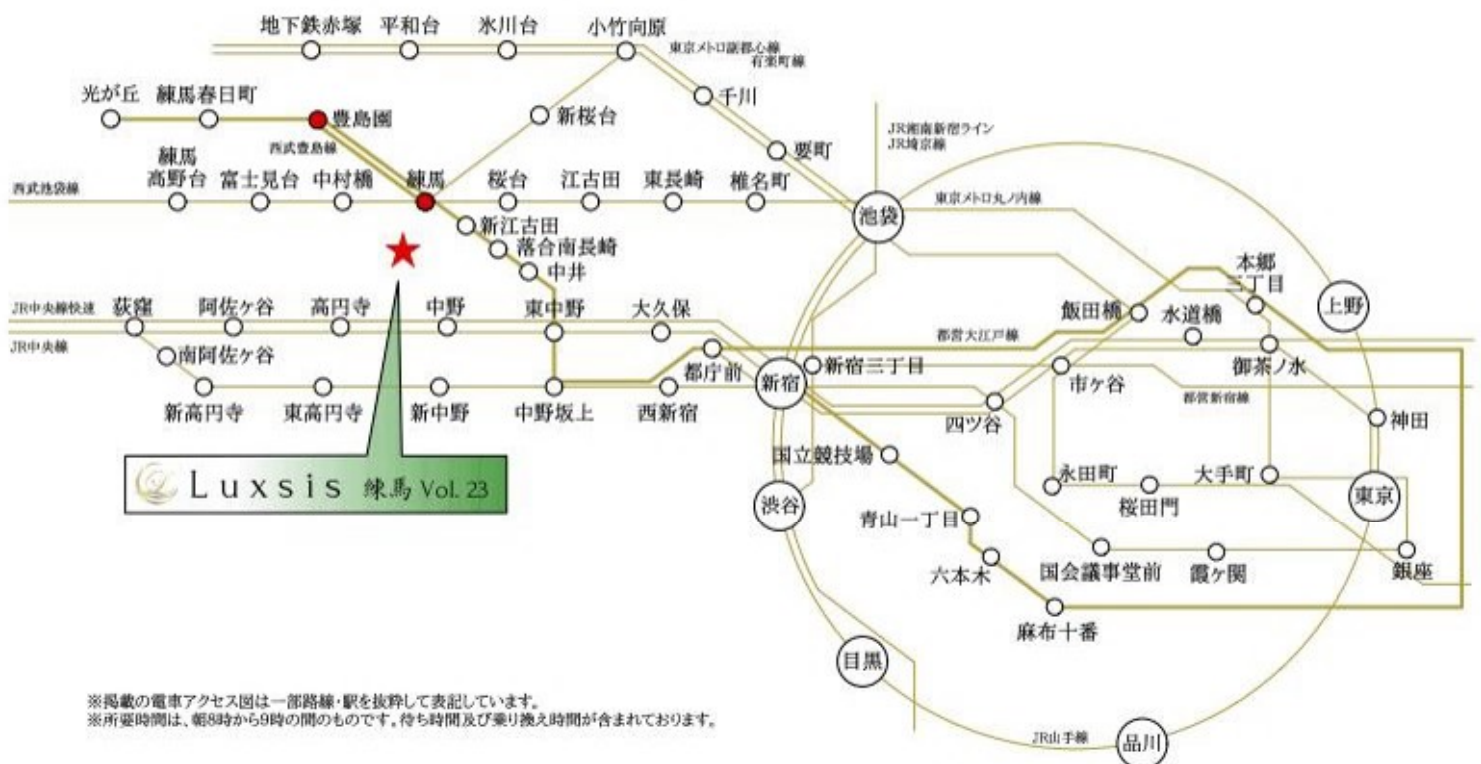 地下鉄赤塚
平和台
氷川台
小竹向原
東京メトロ副都心線
有楽町線
光が丘
練馬春日町
豊島園
新桜台
千川
JR湘南新宿ライン
JR埼京線
西武豊島線
要町
西武池袋線
練馬
高野台
富士見台
中村橋
練馬
桜台
江古田
東長崎
椎名町
池袋
東京メトロ丸ノ内線
新江古田
落合南長崎
中井
本郷
三丁目
上野
JR中央線快速
荻窪
阿佐ヶ谷
高円寺
中野
東中野
大久保
飯田橋
水道橋
JR中央線
南阿佐ヶ谷
都庁前
都営大江戸線
新宿
新宿三丁目
市ヶ谷
御茶ノ水
新高円寺
東高円寺
新中野
中野坂上
西新宿
四ツ谷
都営新宿線
神田
国立競技場
永田町
桜田門
大手町
東京
Luxsis 練馬 Vol. 23
渋谷
青山一丁目
六本木
国会議事堂前
霞ヶ関
銀座
麻布十番
目黒
JR山手線
品川
※掲載の電車アクセス図は一部路線・駅を抜粋して表記しています。
※所要時間は、朝8時から9時の間のものです。待ち時間及び乗り換え時間が含まれております。